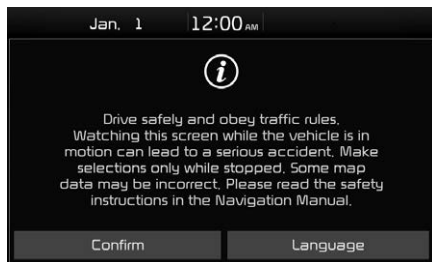 Jan. 1 12:00 AM
i
Drive safely and obey traffic rules.
Watching this screen while the vehicle is in
motion can lead to a serious accident. Make
selections only while stopped. Some map
data may be incorrect. Please read the safety
instructions in the Navigation Manual.
Confirm Language